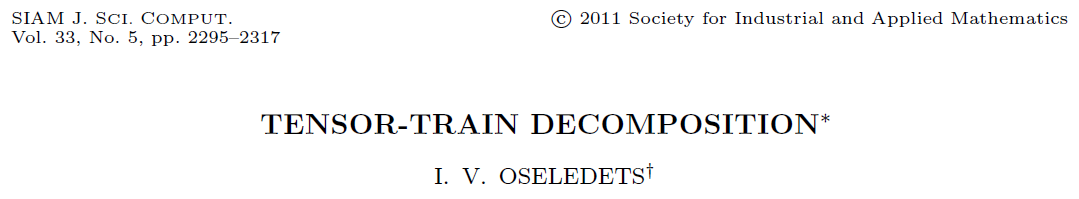 SIAM J. SCI. COMPUT.
Vol. 33, No. 5, pp. 2295–2317
© 2011 Society for Industrial and Applied Mathematics
TENSOR-TRAIN DECOMPOSITION*
I. V. OSELEDETS†